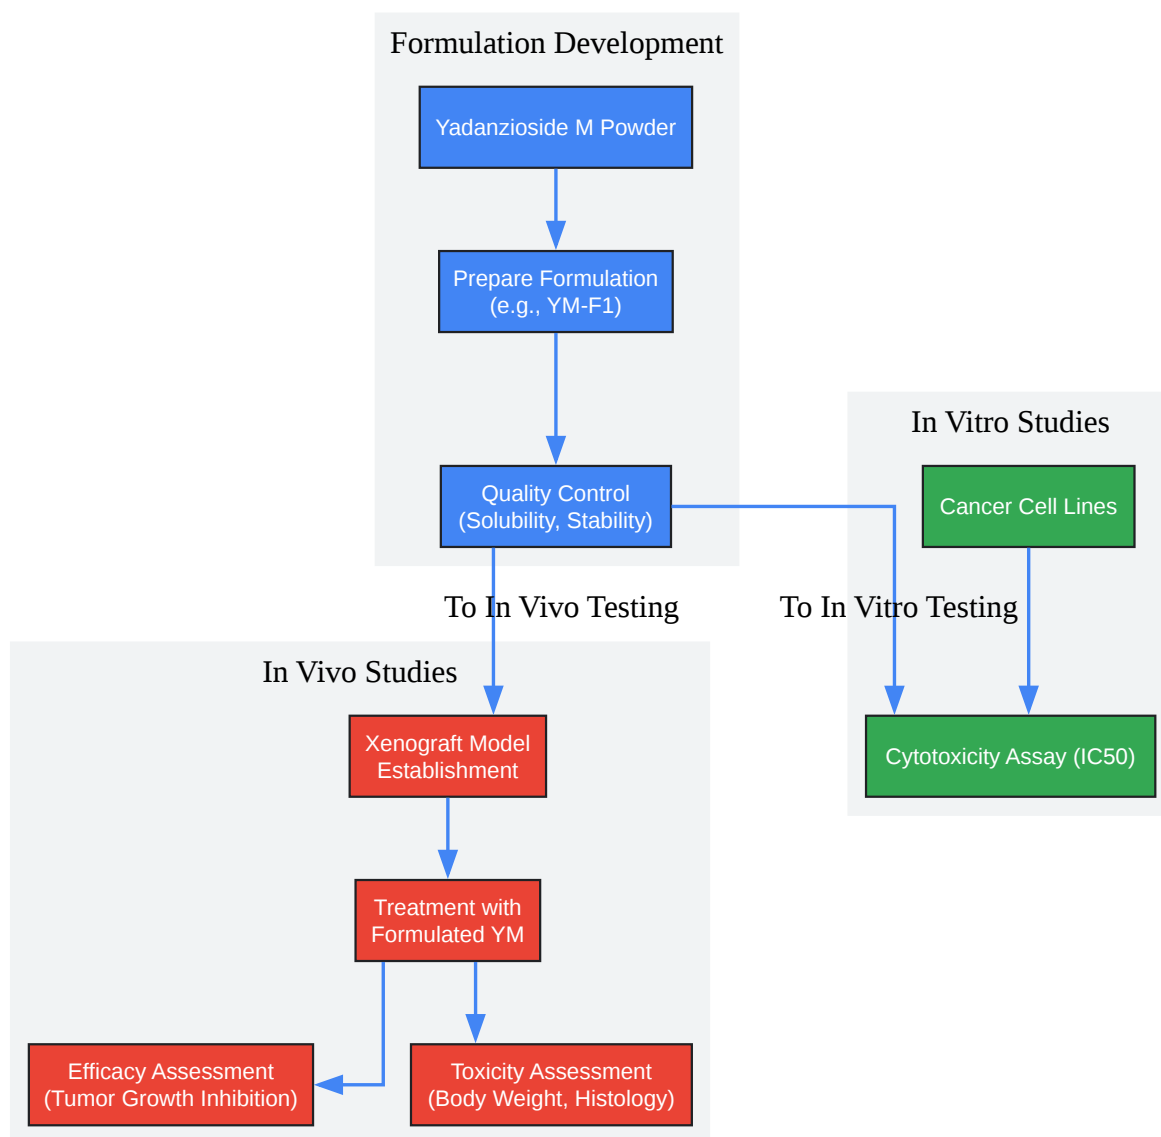 Formulation Development
Yadanzioside M Powder
Prepare Formulation
(e.g., YM-F1)
Quality Control
(Solubility, Stability)
In Vitro Studies
Cancer Cell Lines
To In Vivo Testing
To In Vitro Testing
In Vivo Studies
Xenograft Model
Establishment
Cytotoxicity Assay (IC50)
Treatment with
Formulated YM
Efficacy Assessment
(Tumor Growth Inhibition)
Toxicity Assessment
(Body Weight, Histology)